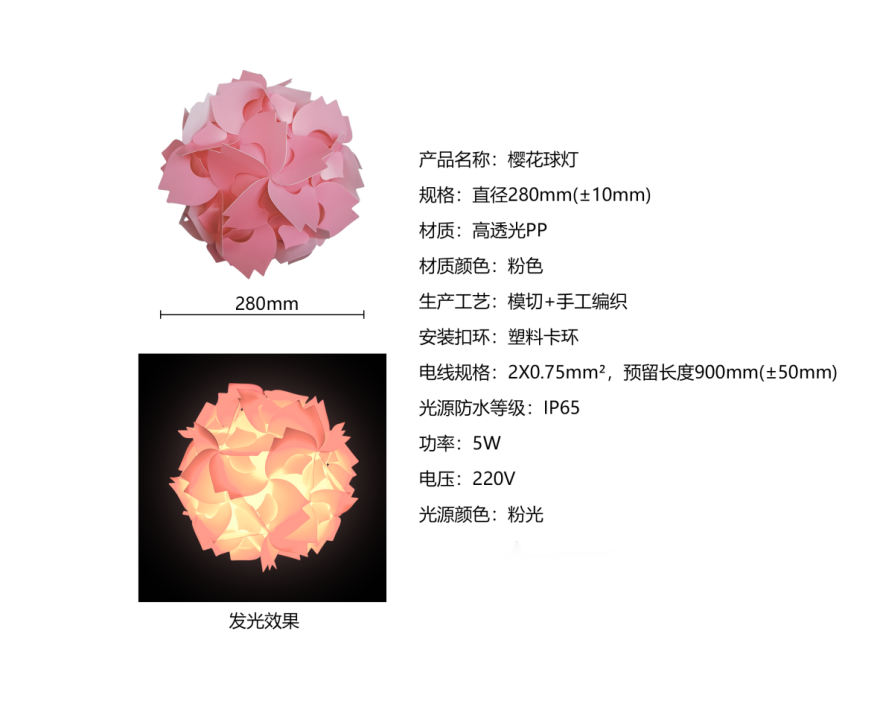 280mm
发光效果
产品名称：樱花球灯
规格：直径280mm(±10mm)
材质：高透光PP
材质颜色：粉色
生产工艺：模切+手工编织
安装扣环：塑料卡环
电线规格：2X0.75mm²，预留长度900mm(±50mm)
光源防水等级：IP65
功率：5W
电压：220V
光源颜色：粉光